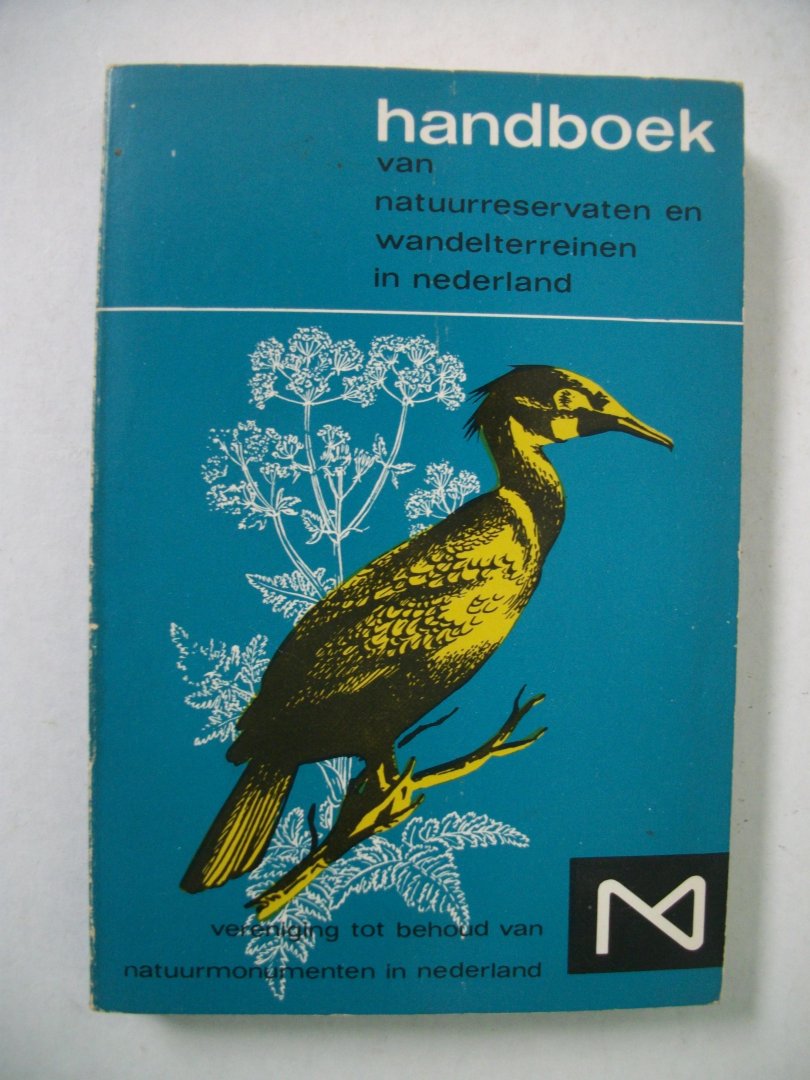 handboek
van
natuurreservaten en
wandelterreinen
in nederland
vereniging tot behoud van
natuurmonumenten in nederland